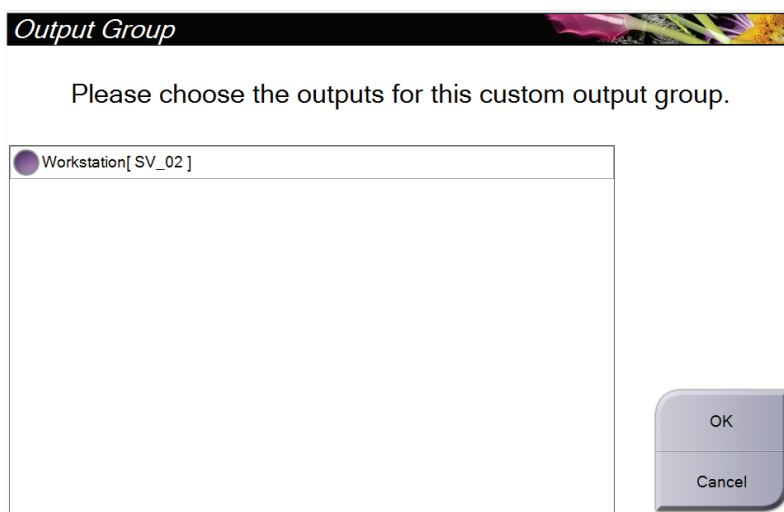 Output Group
Please choose the outputs for this custom output group.
Workstation[ SV_02 ]
OK
Cancel